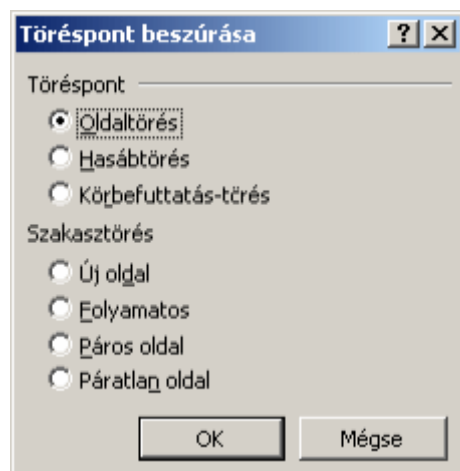 Töréspont beszúrása
Töréspont
Oldaltörés
Hasábtörés
Körbefuttatás-törés
Szakasztörés
Új oldal
Folyamatos
Páros oldal
Páratlan oldal
OK Mégse